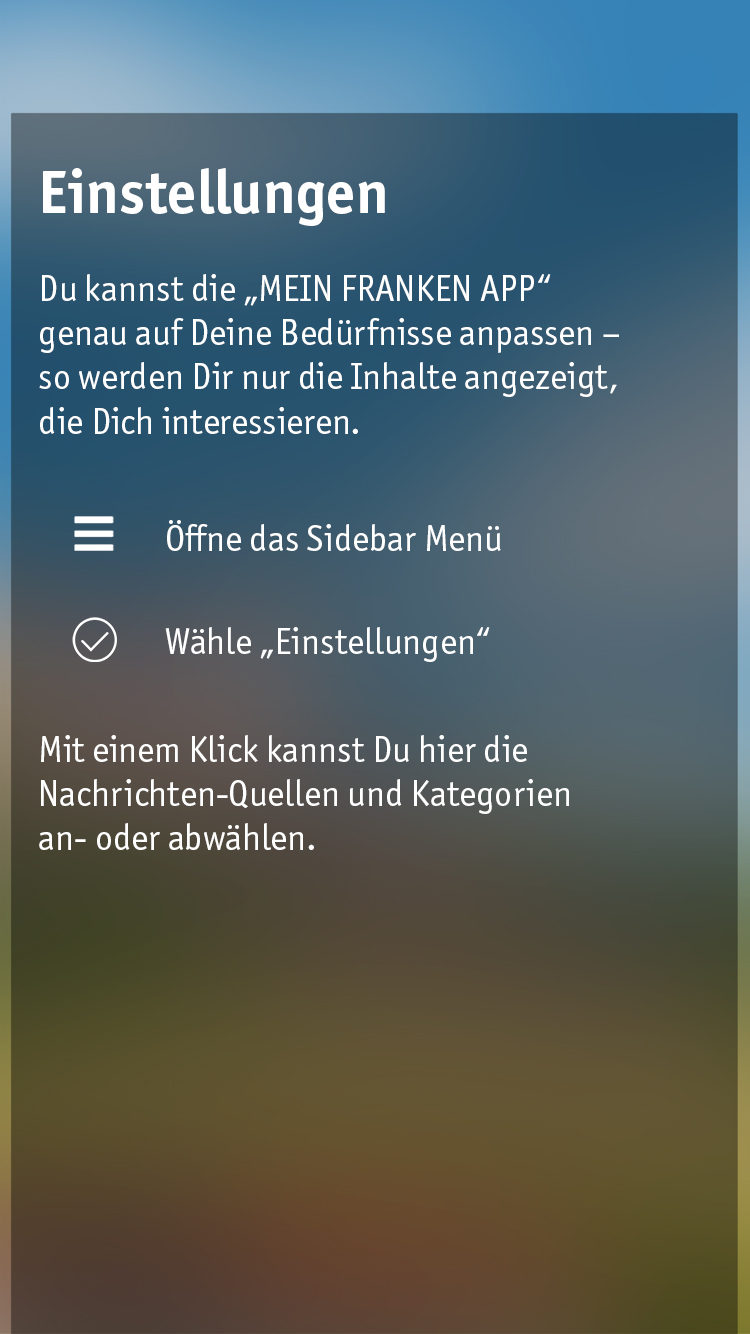 Einstellungen
Du kannst die „MEIN FRANKEN APP“
genau auf Deine Bedürfnisse anpassen –
so werden Dir nur die Inhalte angezeigt,
die Dich interessieren.
Öffne das Sidebar Menü
Wähle „Einstellungen“
Mit einem Klick kannst Du hier die
Nachrichten-Quellen und Kategorien
an- oder abwählen.